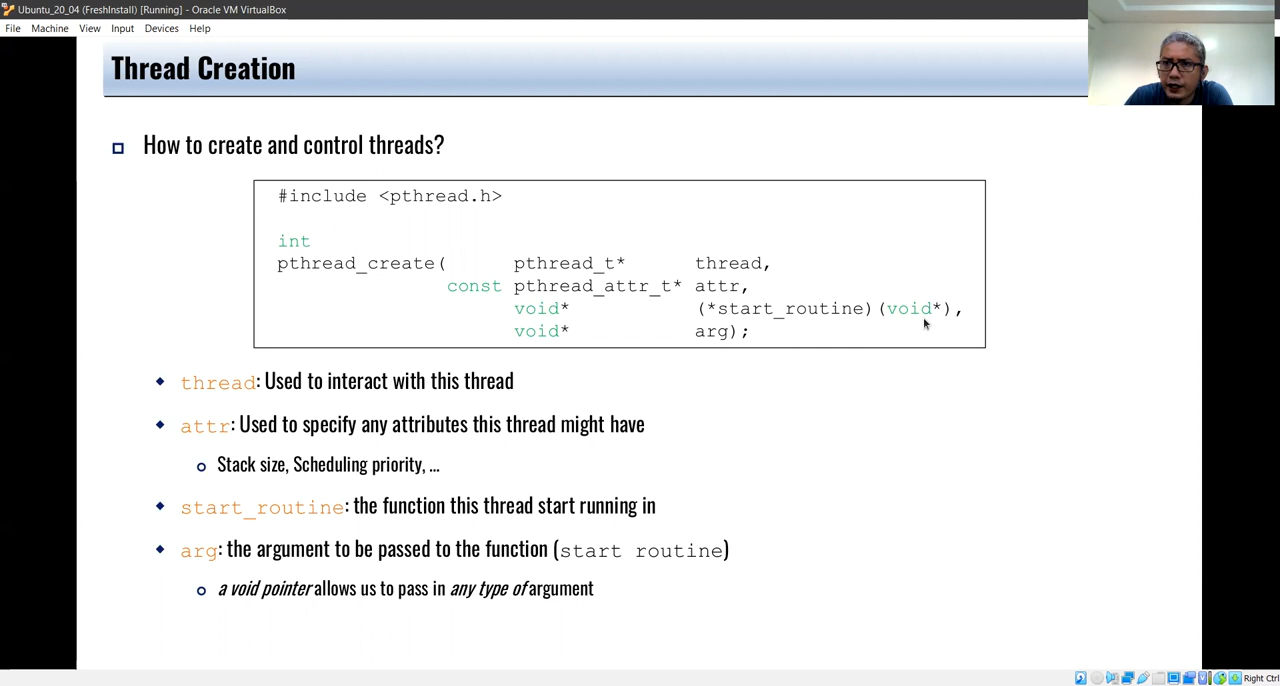 Ubuntu_20_04 (FreshInstall) [Running] - Oracle VM VirtualBox
File Machine View Input Devices Help
Thread Creation
How to create and control threads?
#include <pthread.h>
int
pthread_create( pthread_t* thread,
const pthread_attr_t* attr,
void* (*start_routine)(void*),
void* arg);
thread: Used to interact with this thread
attr: Used to specify any attributes this thread might have
Stack size, Scheduling priority, …
start_routine: the function this thread start running in
arg: the argument to be passed to the function (start routine)
a void pointer allows us to pass in any type of argument
Right Ctrl